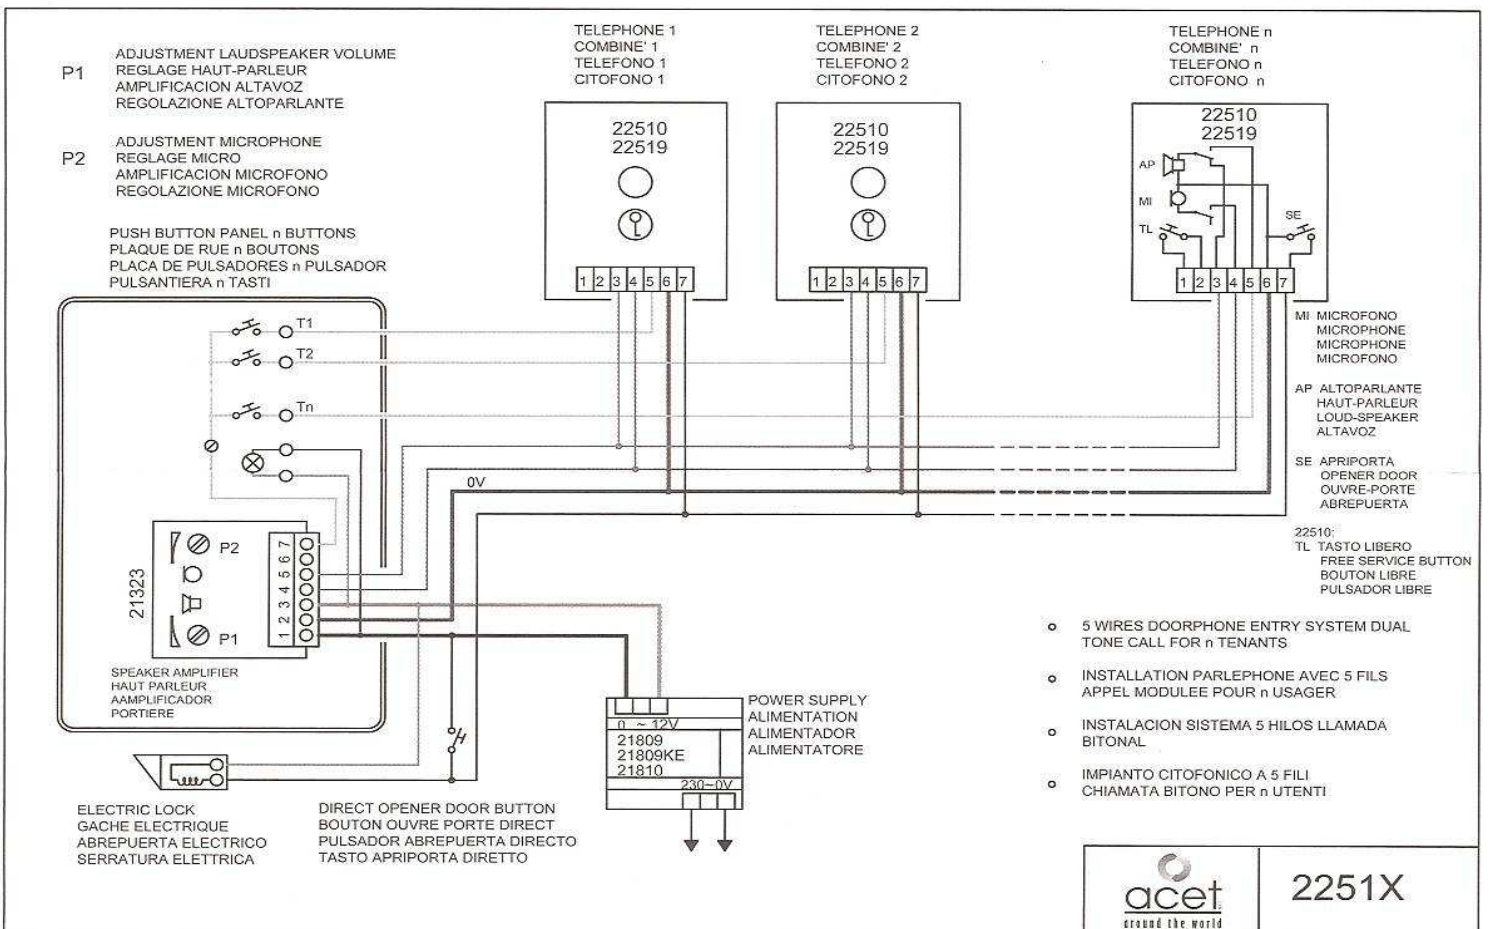 P1
ADJUSTMENT LAUDSPEAKER VOLUME
REGLAGE HAUT-PARLEUR
AMPLIFICACION ALTAVOZ
REGOLAZIONE ALTOPARLANTE
P2
ADJUSTMENT MICROPHONE
REGLAGE MICRO
AMPLIFICACION MICROFONO
REGOLAZIONE MICROFONO
PUSH BUTTON PANEL n BUTTONS
PLAQUE DE RUE n BOUTONS
PLACA DE PULSADORES n PULSADOR
PULSANTIERA n TASTI
TELEPHONE 1
COMBINE' 1
TELEFONO 1
CITOFONO 1
22510
22519
1 2 3 4 5 6 7
TELEPHONE 2
COMBINE' 2
TELEFONO 2
CITOFONO 2
22510
22519
1 2 3 4 5 6 7
TELEPHONE n
COMBINE' n
TELEFONO n
CITOFONO n
22510
22519
AP
MI
TL
SE
1 2 3 4 5 6 7
MI MICROFONO
MICROPHONE
MICROPHONE
MICROFONO
AP ALTOPARLANTE
HAUT-PARLEUR
LOUD-SPEAKER
ALTAVOZ
SE APRIPORTA
OPENER DOOR
OUVRE-PORTE
ABREPUERTA
22510:
TL TASTO LIBERO
FREE SERVICE BUTTON
BOUTON LIBRE
PULSADOR LIBRE
T1
T2
Tn
0V
21323
P2
P1
7 6 5 4 3 2 1
SPEAKER AMPLIFIER
HAUT PARLEUR
AAMPLIFICADOR
PORTIERE
ELECTRIC LOCK
GACHE ELECTRIQUE
ABREPUERTA ELECTRICO
SERRATURA ELETTRICA
DIRECT OPENER DOOR BUTTON
BOUTON OUVRE PORTE DIRECT
PULSADOR ABREPUERTA DIRECTO
TASTO APRIPORTA DIRETTO
0 ~ 12V
21809
21809KE
21810
230~0V
POWER SUPPLY
ALIMENTATION
ALIMENTADOR
ALIMENTATORE
5 WIRES DOORPHONE ENTRY SYSTEM DUAL
TONE CALL FOR n TENANTS
INSTALLATION PARLEPHONE AVEC 5 FILS
APPEL MODULEE POUR n USAGER
INSTALACION SISTEMA 5 HILOS LLAMADA
BITONAL
IMPIANTO CITOFONICO A 5 FILI
CHIAMATA BITONO PER n UTENTI
acet
around the world
2251X